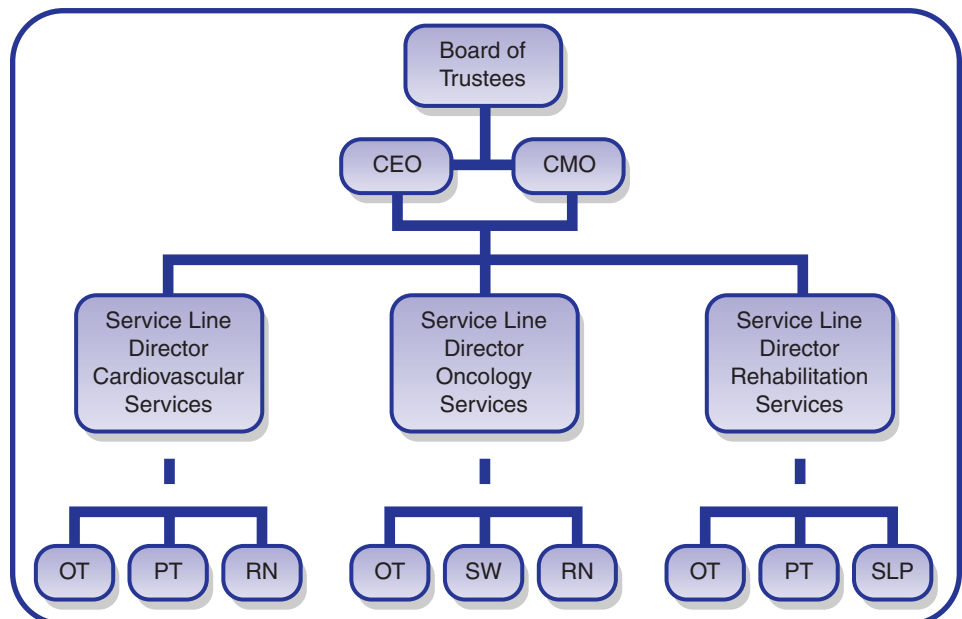 Board of
Trustees
CEO
CMO
Service Line
Director
Cardiovascular
Services
Service Line
Director
Oncology
Services
Service Line
Director
Rehabilitation
Services
OT
PT
RN
OT
SW
RN
OT
PT
SLP